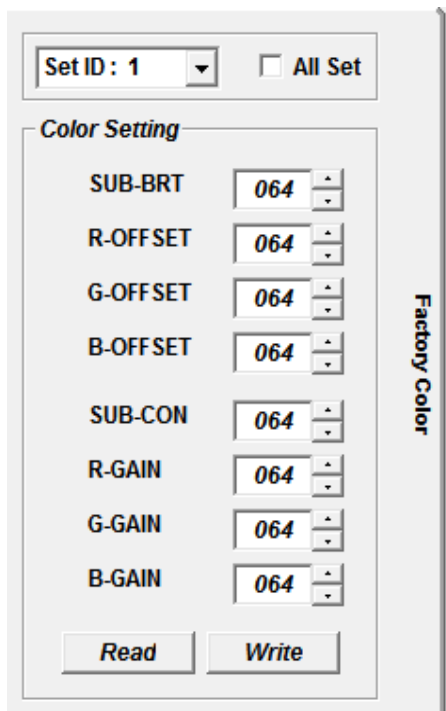 Set ID : 1 All Set
Color Setting
SUB-BRT 064
R-OFFSET 064
G-OFFSET 064
B-OFFSET 064
SUB-CON 064
R-GAIN 064
G-GAIN 064
B-GAIN 064
Read Write
Factory Color